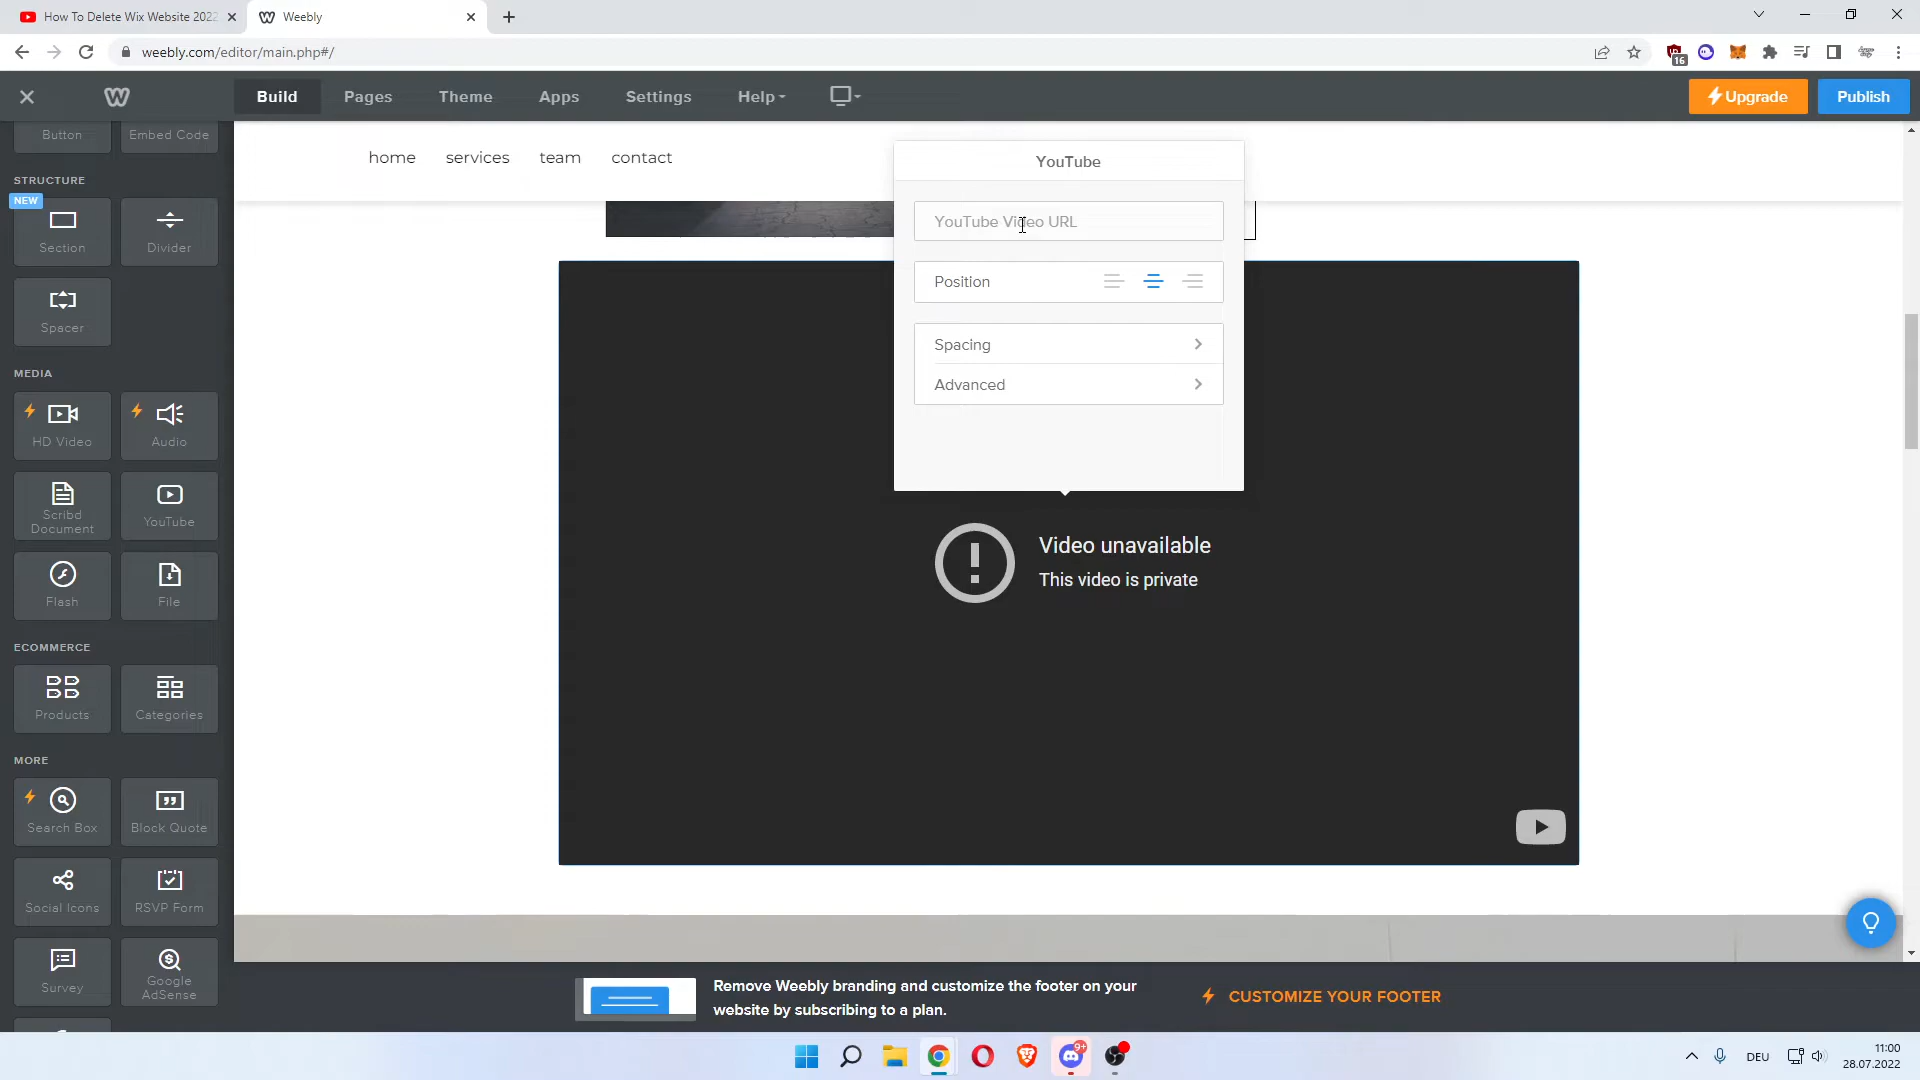 How To Delete Wix Website 2022
Weebly
weebly.com/editor/main.php#/
16
Build
Pages
Theme
Apps
Settings
Help
Upgrade
Publish
Button
Embed Code
STRUCTURE
NEW
Section
Divider
Spacer
MEDIA
HD Video
Audio
Scribd
Document
YouTube
Flash
File
ECOMMERCE
Products
Categories
MORE
Search Box
Block Quote
Social Icons
RSVP Form
Survey
Google
AdSense
home
services
team
contact
YouTube
YouTube Video URL
Position
Spacing
Advanced
Video unavailable
This video is private
Remove Weebly branding and customize the footer on your
website by subscribing to a plan.
CUSTOMIZE YOUR FOOTER
9+
DEU
11:00
28.07.2022